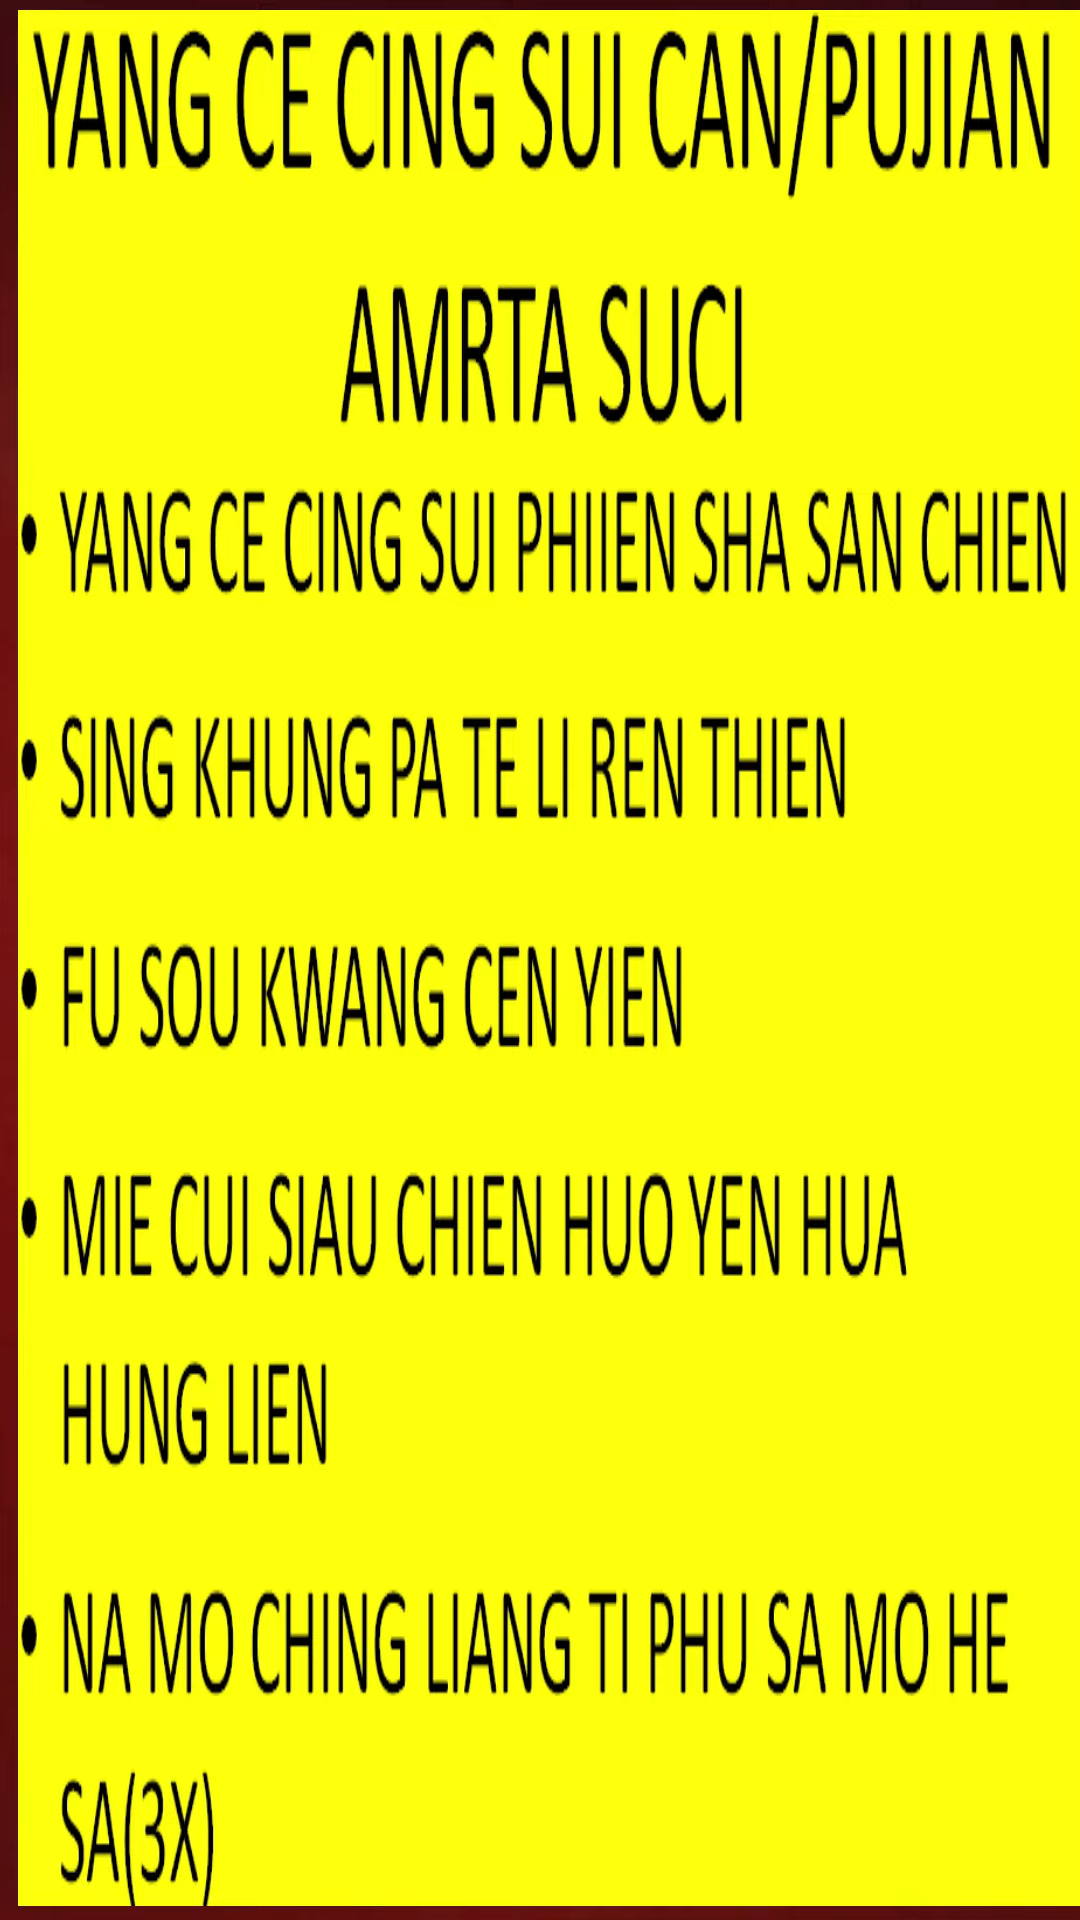 YANG CE CING SUI CAN/PUJIAN
AMRTA SUCI
• YANG CE CING SUI PHIIEN SHA SAN CHIEN
• SING KHUNG PA TE LI REN THIEN
• FU SOU KWANG CEN YIEN
• MIE CUI SIAU CHIEN HUO YEN HUA
HUNG LIEN
• NA MO CHING LIANG TI PHU SA MO HE
SA(3X)